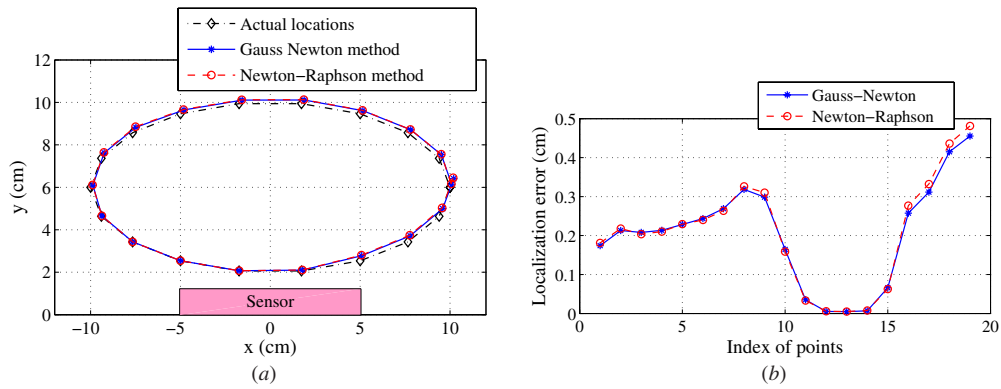 Actual locations
Gauss Newton method
Newton−Raphson method
12
10
8
6
4
2
0
y (cm)
Sensor
−10
−5
0
5
10
x (cm)
(a)
Gauss−Newton
Newton−Raphson
0.5
0.4
0.3
0.2
0.1
0
Localization error (cm)
0
5
10
15
20
Index of points
(b)